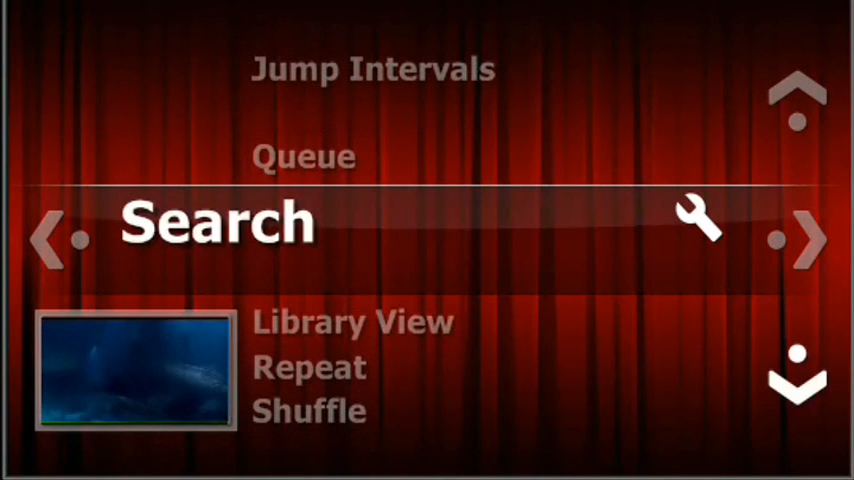 Jump Intervals
Queue
Search
Library View
Repeat
Shuffle